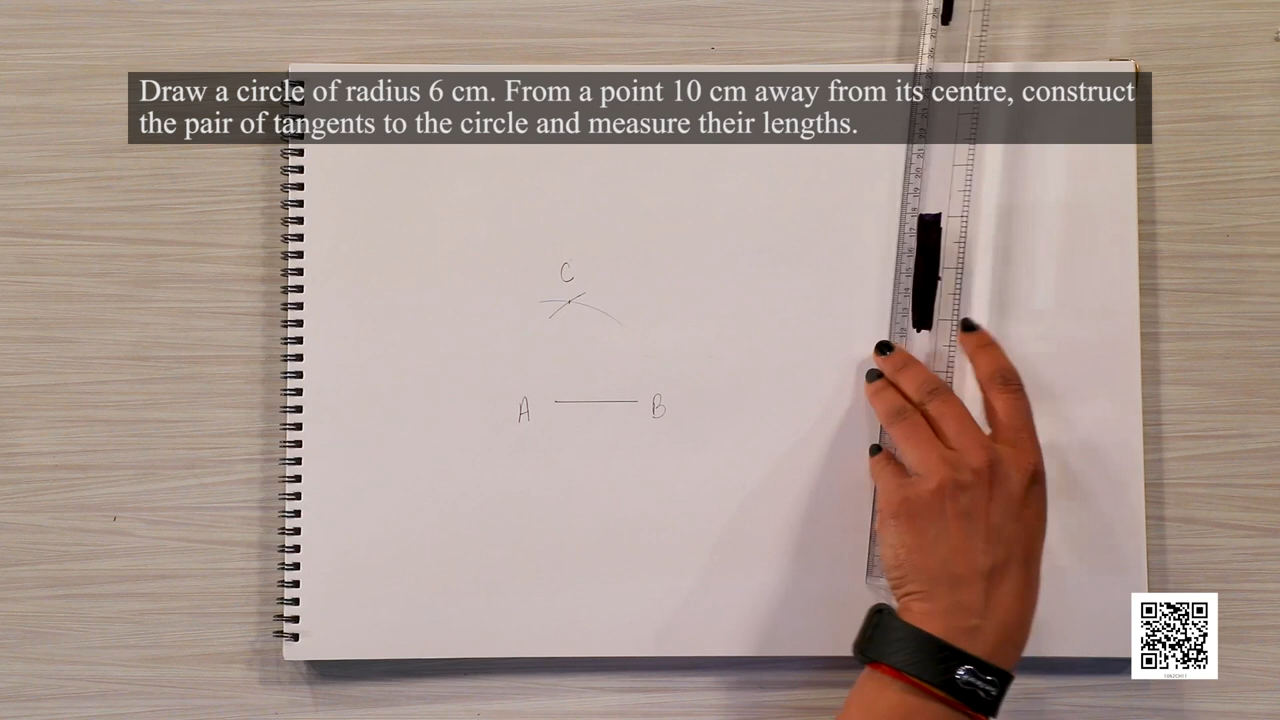 Draw a circle of radius 6 cm. From a point 10 cm away from its centre, construct
the pair of tangents to the circle and measure their lengths.
C
A B